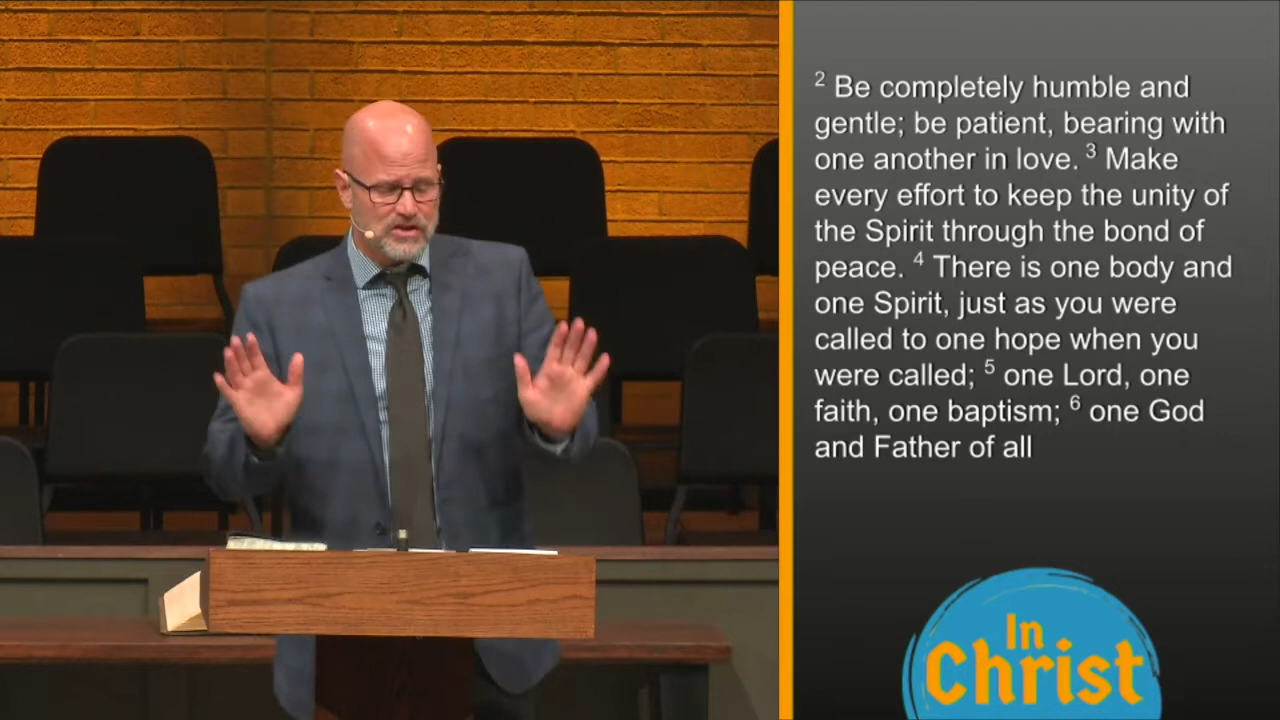 2 Be completely humble and
gentle; be patient, bearing with
one another in love. 3 Make
every effort to keep the unity of
the Spirit through the bond of
peace. 4 There is one body and
one Spirit, just as you were
called to one hope when you
were called; 5 one Lord, one
faith, one baptism; 6 one God
and Father of all
In
Christ